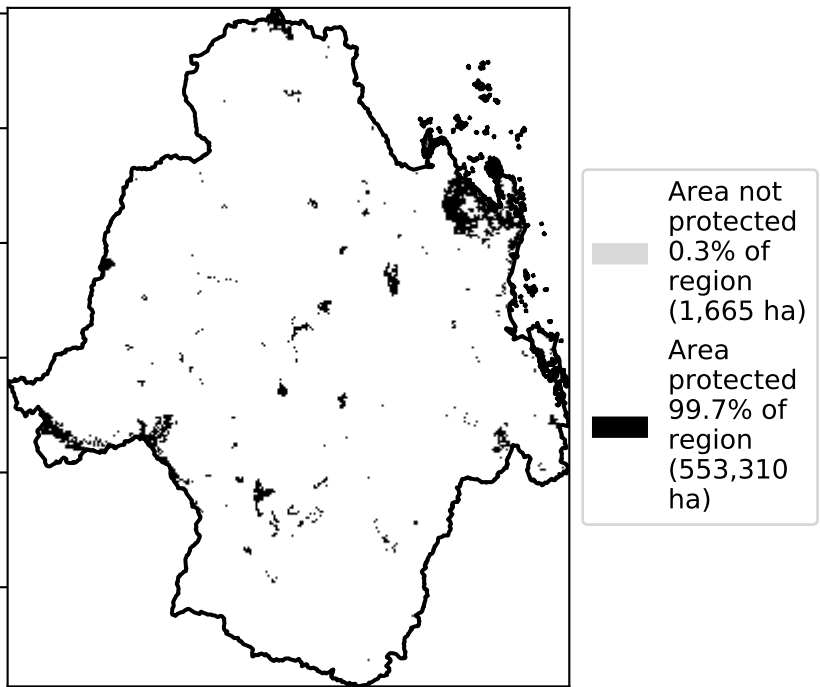 Area not
protected
0.3% of
region
(1,665 ha)
Area
protected
99.7% of
region
(553,310
ha)